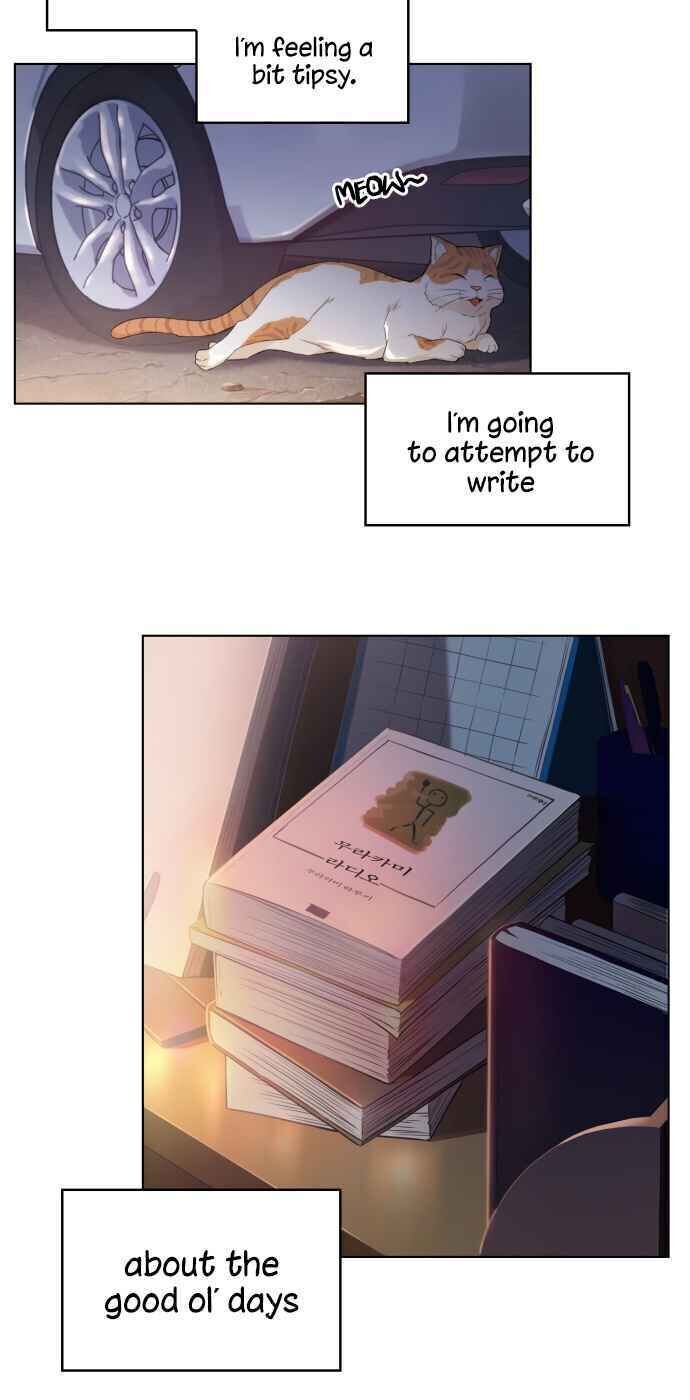 I'm feeling a
bit tipsy.
MEOW~
I'm going
to attempt to
write
무라카미
라디오
about the
good ol' days